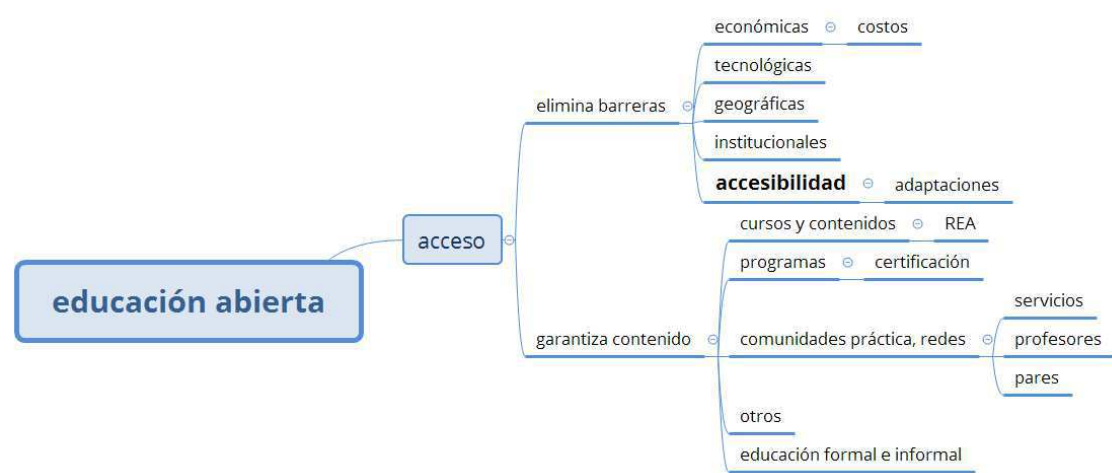 educación abierta
acceso
elimina barreras
económicas
costos
tecnológicas
geográficas
institucionales
accesibilidad
adaptaciones
garantiza contenido
cursos y contenidos
REA
programas
certificación
comunidades práctica, redes
servicios
profesores
pares
otros
educación formal e informal